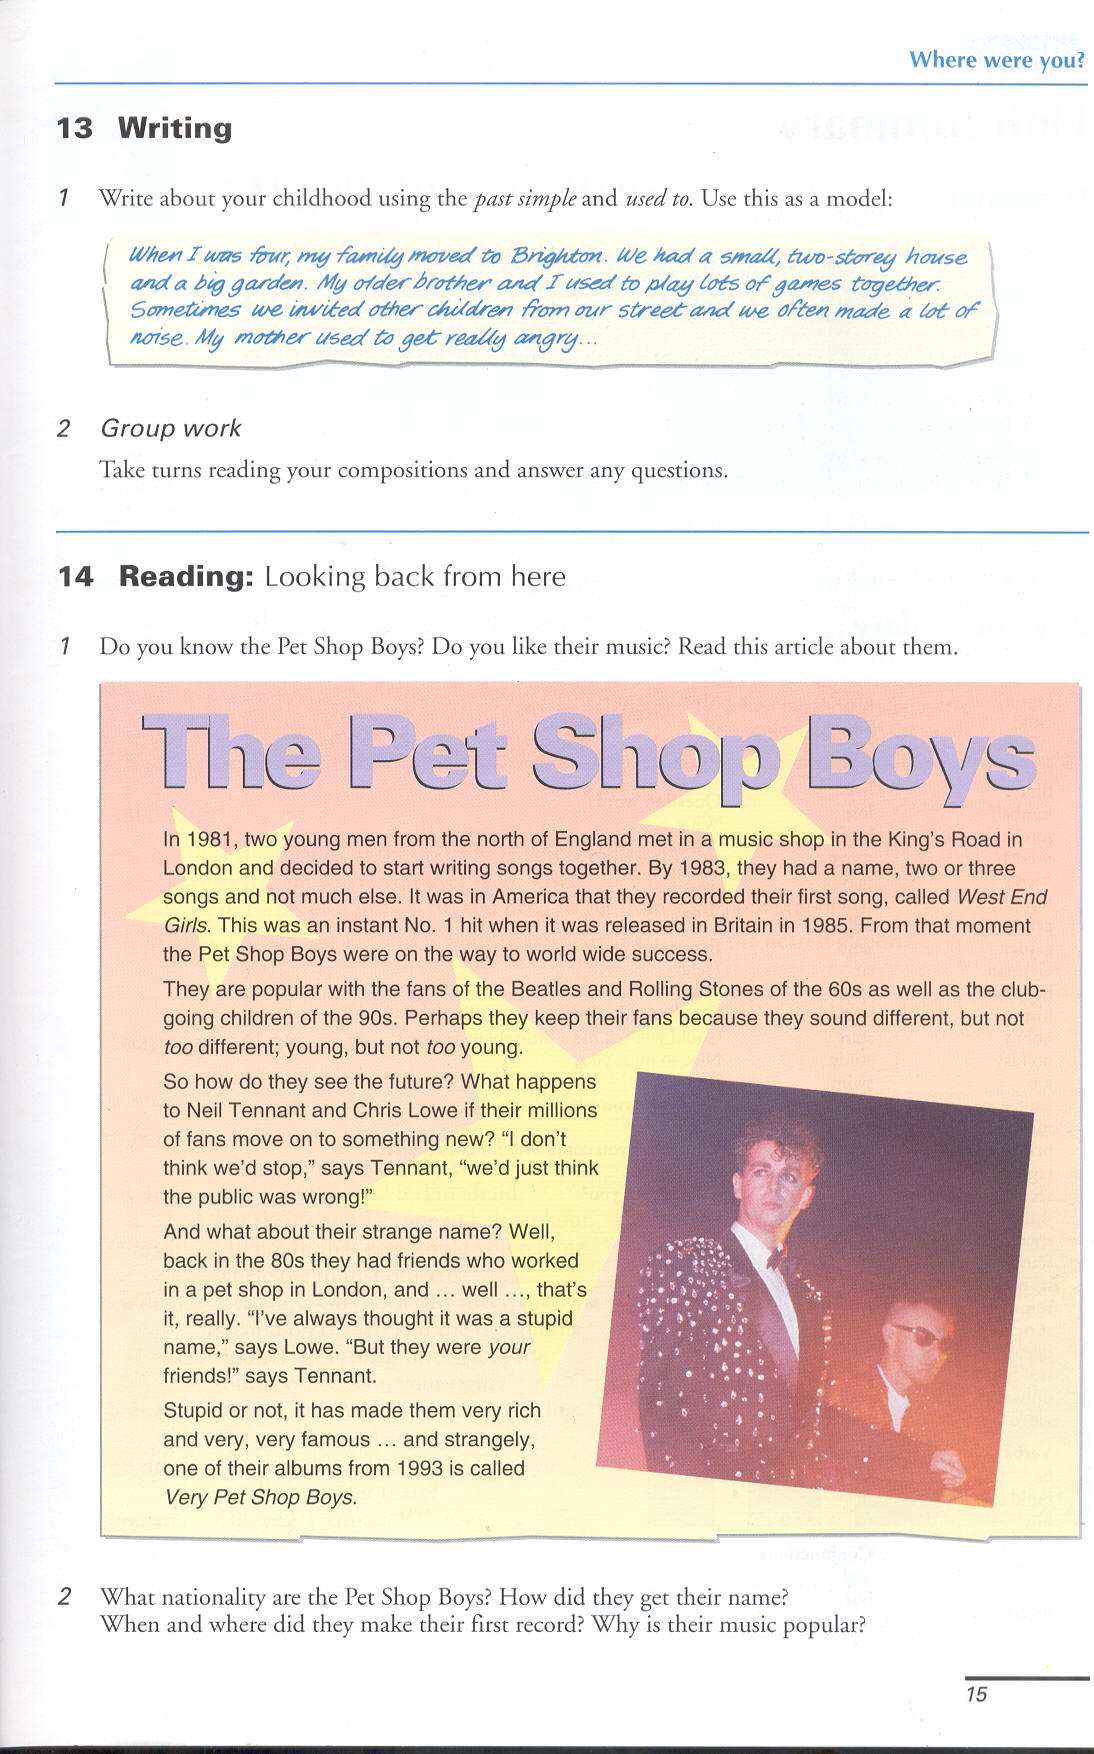 Where were you?
13 Writing
1 Write about your childhood using the past simple and used to. Use this as a model:
When I was four, my family moved to Brighton. We had a small, two-storey house
and a big garden. My older brother and I used to play lots of games together.
Sometimes we invited other children from our street and we often made a lot of
noise. My mother used to get really angry...
2 Group work
Take turns reading your compositions and answer any questions.
14 Reading: Looking back from here
1 Do you know the Pet Shop Boys? Do you like their music? Read this article about them.
The Pet Shop Boys
In 1981, two young men from the north of England met in a music shop in the King's Road in
London and decided to start writing songs together. By 1983, they had a name, two or three
songs and not much else. It was in America that they recorded their first song, called West End
Girls. This was an instant No. 1 hit when it was released in Britain in 1985. From that moment
the Pet Shop Boys were on the way to world wide success.
They are popular with the fans of the Beatles and Rolling Stones of the 60s as well as the club-
going children of the 90s. Perhaps they keep their fans because they sound different, but not
too different; young, but not too young.
So how do they see the future? What happens
to Neil Tennant and Chris Lowe if their millions
of fans move on to something new? “I don't
think we'd stop,” says Tennant, “we'd just think
the public was wrong!”
And what about their strange name? Well,
back in the 80s they had friends who worked
in a pet shop in London, and ... well ..., that's
it, really. “I've always thought it was a stupid
name,” says Lowe. “But they were your
friends!” says Tennant.
Stupid or not, it has made them very rich
and very, very famous ... and strangely,
one of their albums from 1993 is called
Very Pet Shop Boys.
2 What nationality are the Pet Shop Boys? How did they get their name?
When and where did they make their first record? Why is their music popular?
15